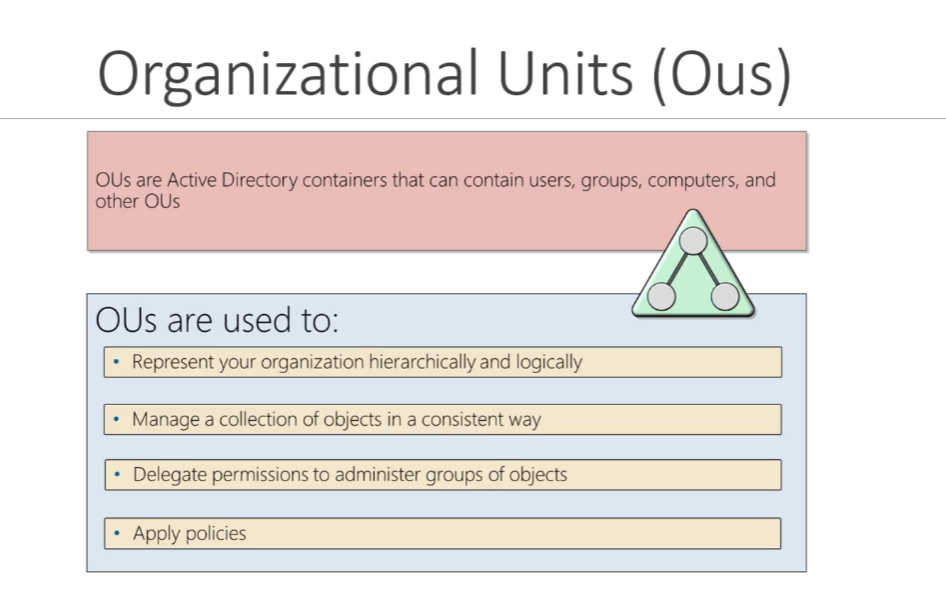 Organizational Units (Ous)
OUs are Active Directory containers that can contain users, groups, computers, and
other OUs
OUs are used to:
• Represent your organization hierarchically and logically
• Manage a collection of objects in a consistent way
• Delegate permissions to administer groups of objects
• Apply policies